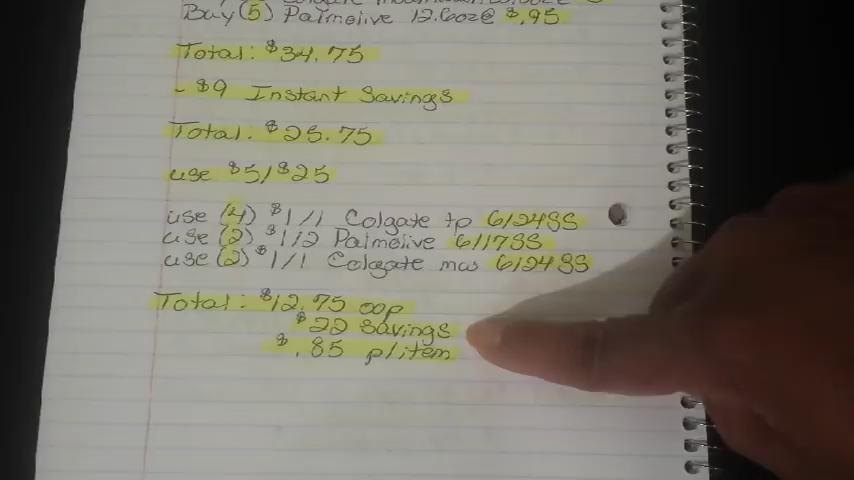 Buy (5) Palmolive 12.6oz@ $.95
Total: $34.75
- $9 Instant Savings
Total: $25.75
use $5/$25
use (4) $1/1 Colgate tp 6/24SS
use (2) $1/2 Palmolive 6/17SS
use (2) $1/1 Colgate mw 6/24SS
Total: $12.75 oop
$22 savings
$.85 p/item